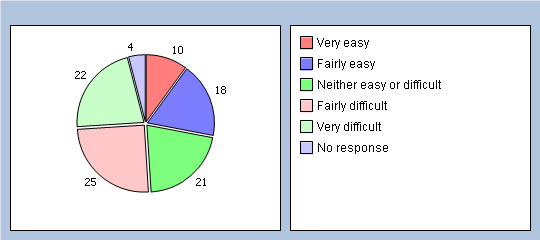 4
10
22
18
25
21
Very easy
Fairly easy
Neither easy or difficult
Fairly difficult
Very difficult
No response